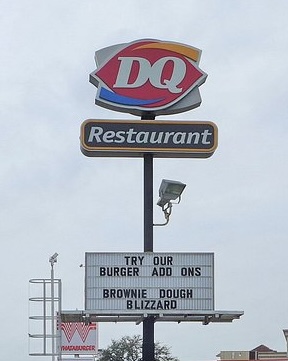 DQ
Restaurant
TRY OUR
BURGER ADD ONS
BROWNIE DOUGH
BLIZZARD
WHATABURGER